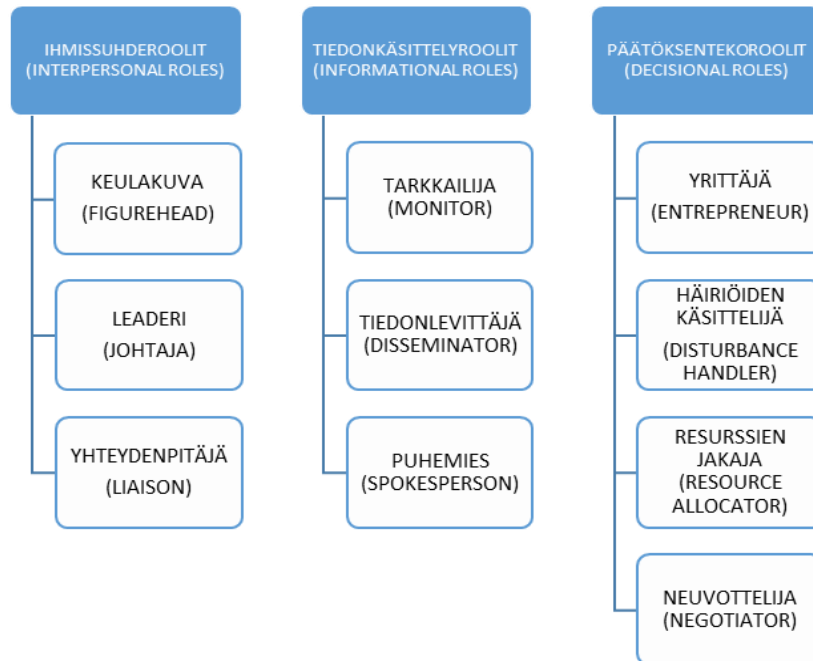 IHMISSUHDEROOLIT
(INTERPERSONAL ROLES)
KEULAKUVA
(FIGUREHEAD)
LEADERI
(JOHTAJA)
YHTEYDENPITÄJÄ
(LIAISON)
TIEDONKÄSITTELYROOLIT
(INFORMATIONAL ROLES)
TARKKAILIJA
(MONITOR)
TIEDONLEVITTÄJÄ
(DISSEMINATOR)
PUHEMIES
(SPOKESPERSON)
PÄÄTÖKSENTEKOROOLIT
(DECISIONAL ROLES)
YRITTÄJÄ
(ENTREPRENEUR)
HÄIRIÖIDEN
KÄSITTELIJÄ
(DISTURBANCE
HANDLER)
RESURSSIEN
JAKAJA
(RESOURCE
ALLOCATOR)
NEUVOTTELIJA
(NEGOTIATOR)